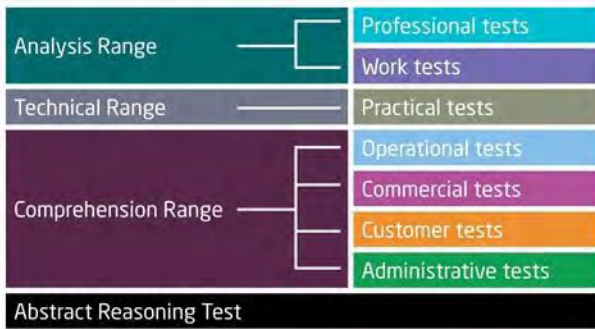 Analysis Range
Professional tests
Work tests
Technical Range
Practical tests
Comprehension Range
Operational tests
Commercial tests
Customer tests
Administrative tests
Abstract Reasoning Test